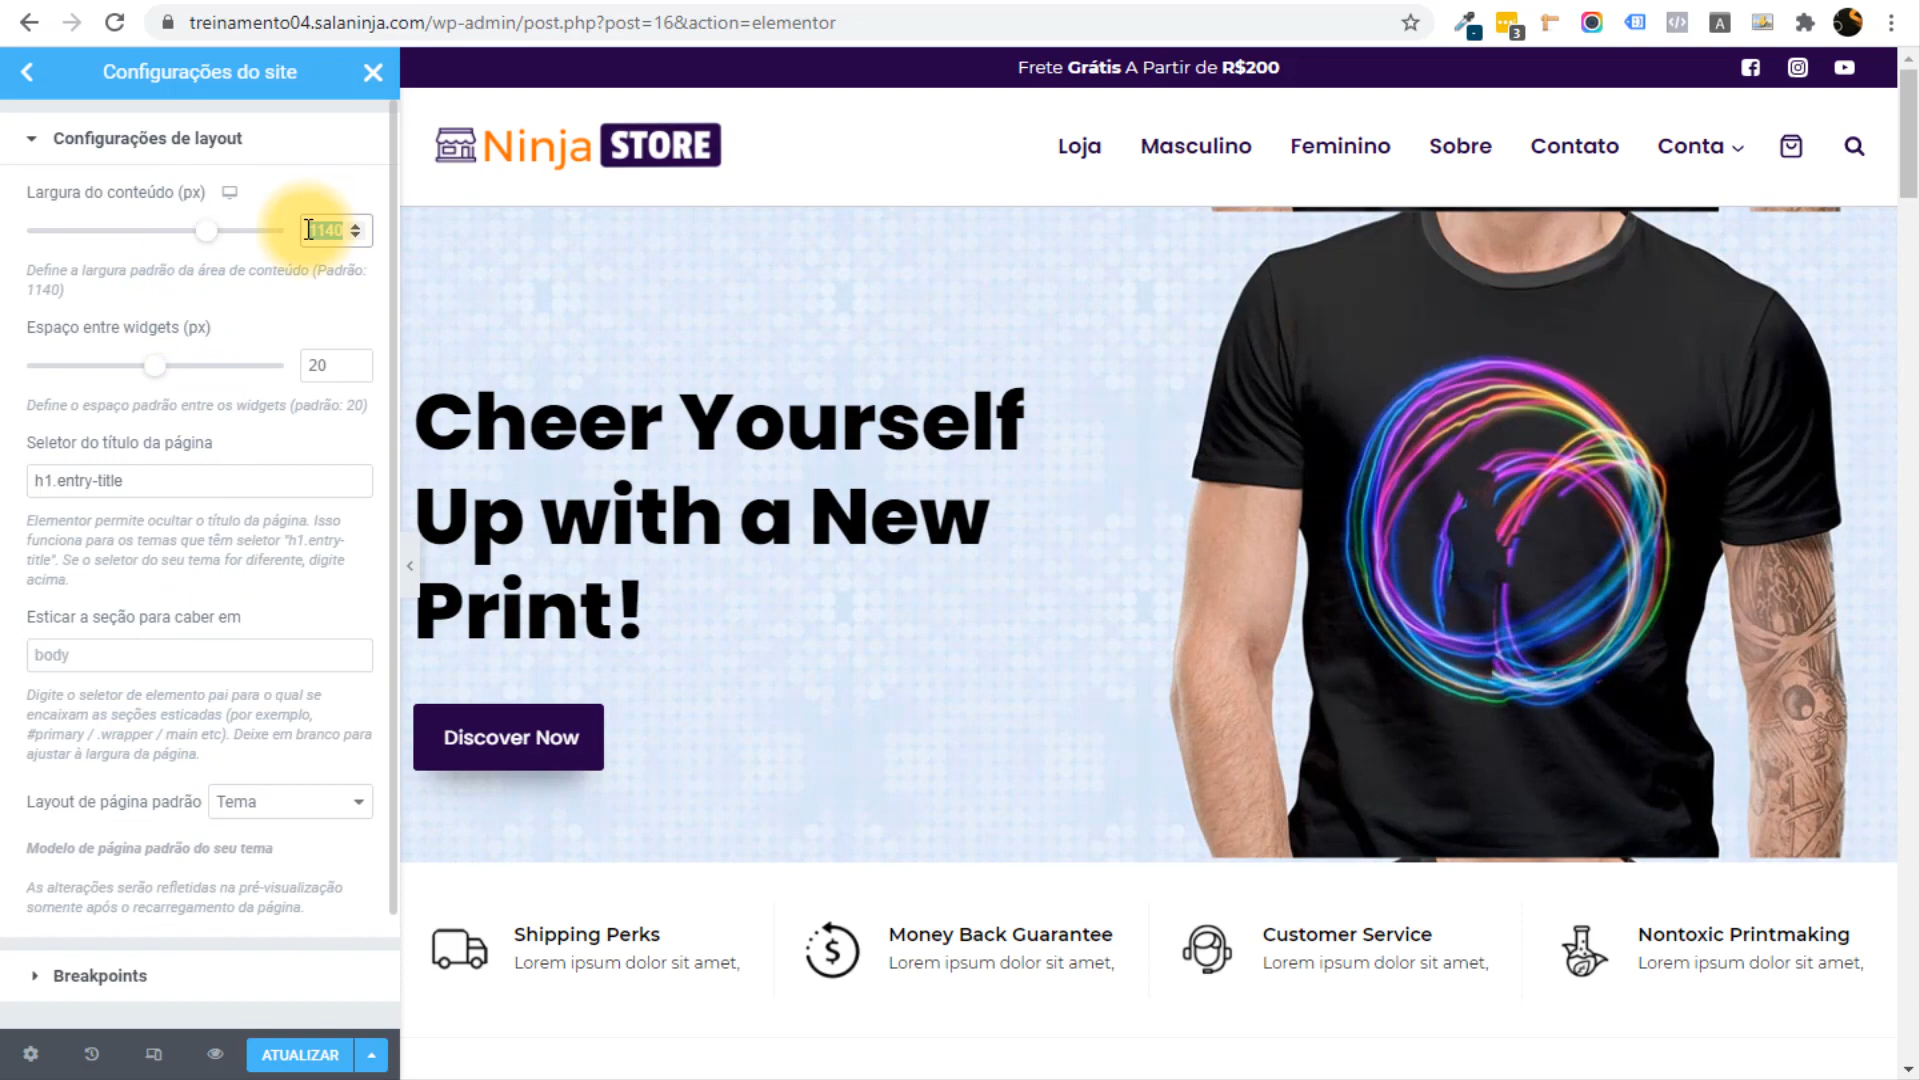 treinamento04.salaninja.com/wp-admin/post.php?post=16&action=elementor
3
A
Configurações do site
Configurações de layout
Largura do conteúdo (px)
1140
Define a largura padrão da área de conteúdo (Padrão:
1140)
Espaço entre widgets (px)
20
Define o espaço padrão entre os widgets (padrão: 20)
Seletor do título da página
h1.entry-title
Elementor permite ocultar o título da página. Isso
funciona para os temas que têm seletor "h1.entry-
title". Se o seletor do seu tema for diferente, digite
acima.
Esticar a seção para caber em
body
Digite o seletor de elemento pai para o qual se
encaixam as seções esticadas (por exemplo,
#primary / .wrapper / main etc). Deixe em branco para
ajustar à largura da página.
Layout de página padrão
Tema
Modelo de página padrão do seu tema
As alterações serão refletidas na pré-visualização
somente após o recarregamento da página.
Breakpoints
ATUALIZAR
Frete Grátis A Partir de R$200
Ninja STORE
Loja
Masculino
Feminino
Sobre
Contato
Conta
Cheer Yourself
Up with a New
Print!
Discover Now
Shipping Perks
Lorem ipsum dolor sit amet,
Money Back Guarantee
Lorem ipsum dolor sit amet,
Customer Service
Lorem ipsum dolor sit amet,
Nontoxic Printmaking
Lorem ipsum dolor sit amet,